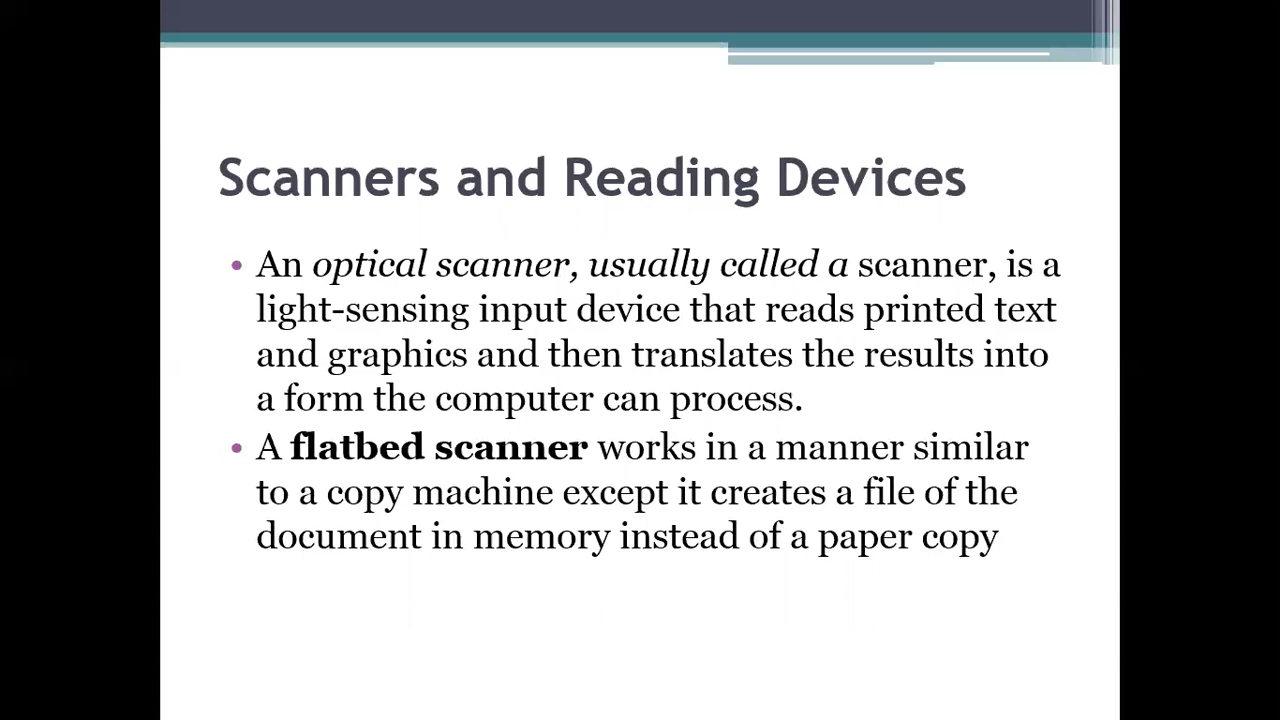 Scanners and Reading Devices
• An optical scanner, usually called a scanner, is a
light-sensing input device that reads printed text
and graphics and then translates the results into
a form the computer can process.
• A flatbed scanner works in a manner similar
to a copy machine except it creates a file of the
document in memory instead of a paper copy